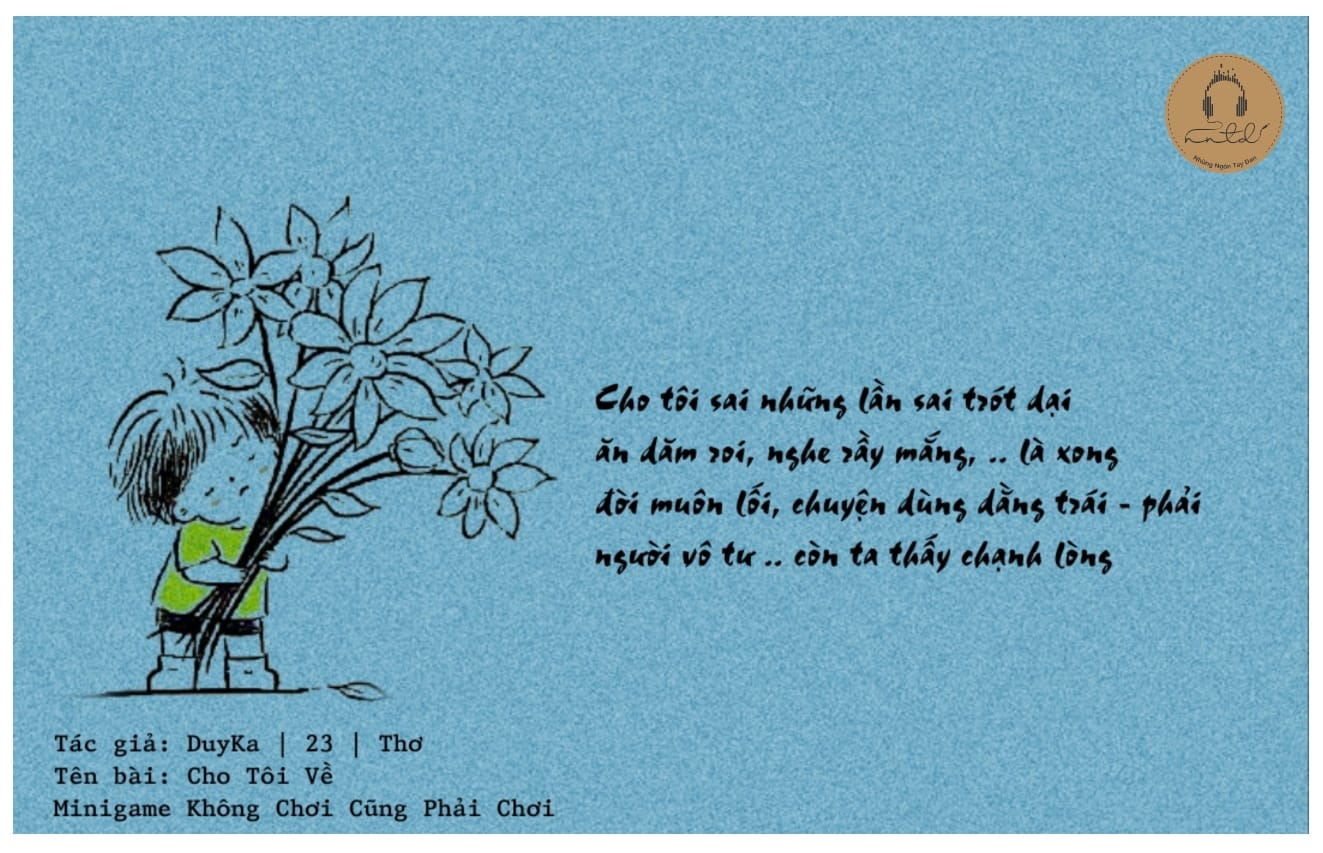 nntd
Những Ngón Tay Đan
Cho tôi sai những lần sai trót dại
ăn dăm roi, nghe rầy mắng, .. là xong
đời muôn lối, chuyện dùng dằng trái - phải
người vô tư .. còn ta thấy chạnh lòng
Tác giả: DuyKa | 23 | Thơ
Tên bài: Cho Tôi Về
Minigame Không Chơi Cũng Phải Chơi